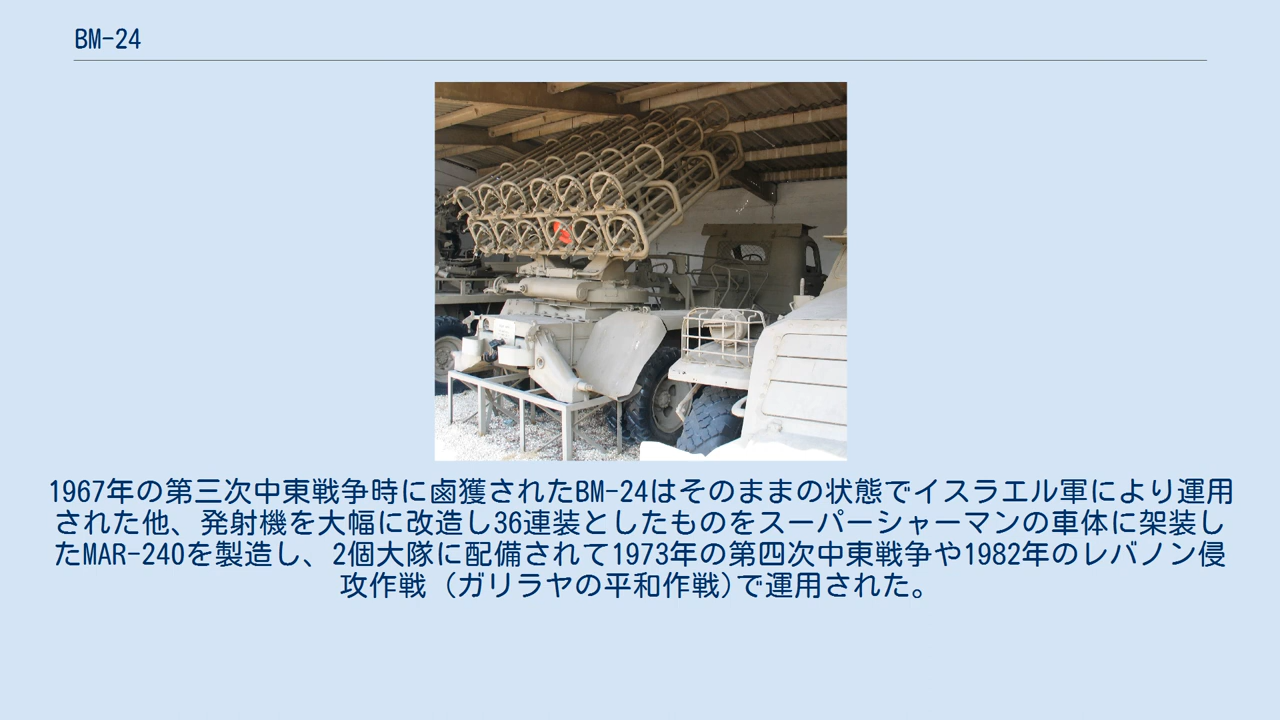 BM-24
1967年の第三次中東戦争時に鹵獲されたBM-24はそのままの状態でイスラエル軍により運用
された他、発射機を大幅に改造し36連装としたものをスーパーシャーマンの車体に架装し
たMAR-240を製造し、2個大隊に配備されて1973年の第四次中東戦争や1982年のレバノン侵
攻作戦（ガリラヤの平和作戦)で運用された。